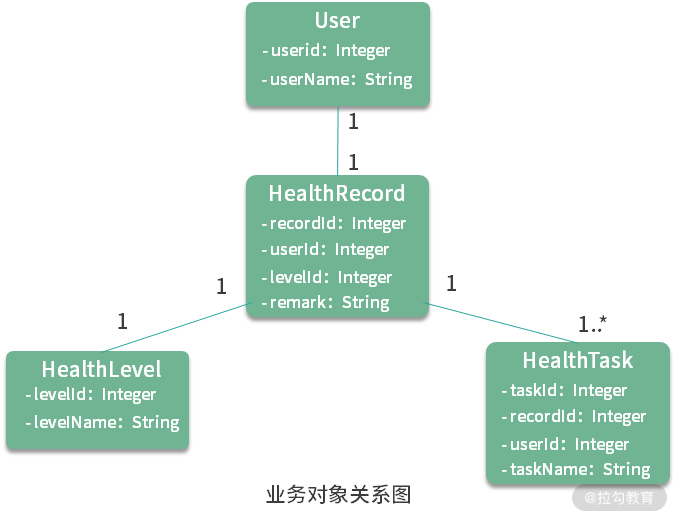 User
- userid: Integer
- userName: String
1
1
HealthRecord
- recordId: Integer
- userId: Integer
- levelId: Integer
- remark: String
1
1
1
1..*
HealthLevel
- levelId: Integer
- levelName: String
HealthTask
- taskId: Integer
- recordId: Integer
- userId: Integer
- taskName: String
业务对象关系图
@拉勾教育